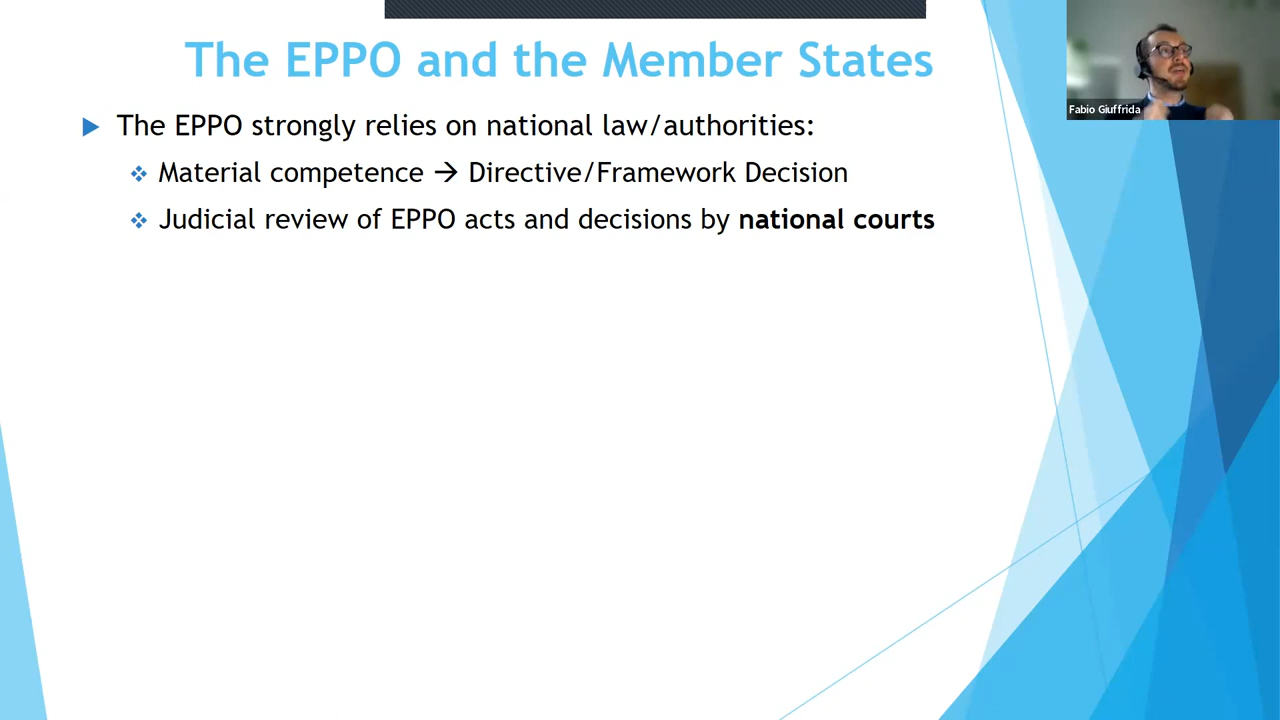 The EPPO and the Member States
The EPPO strongly relies on national law/authorities:
Material competence → Directive/Framework Decision
Judicial review of EPPO acts and decisions by national courts
Fabio Giuffrida